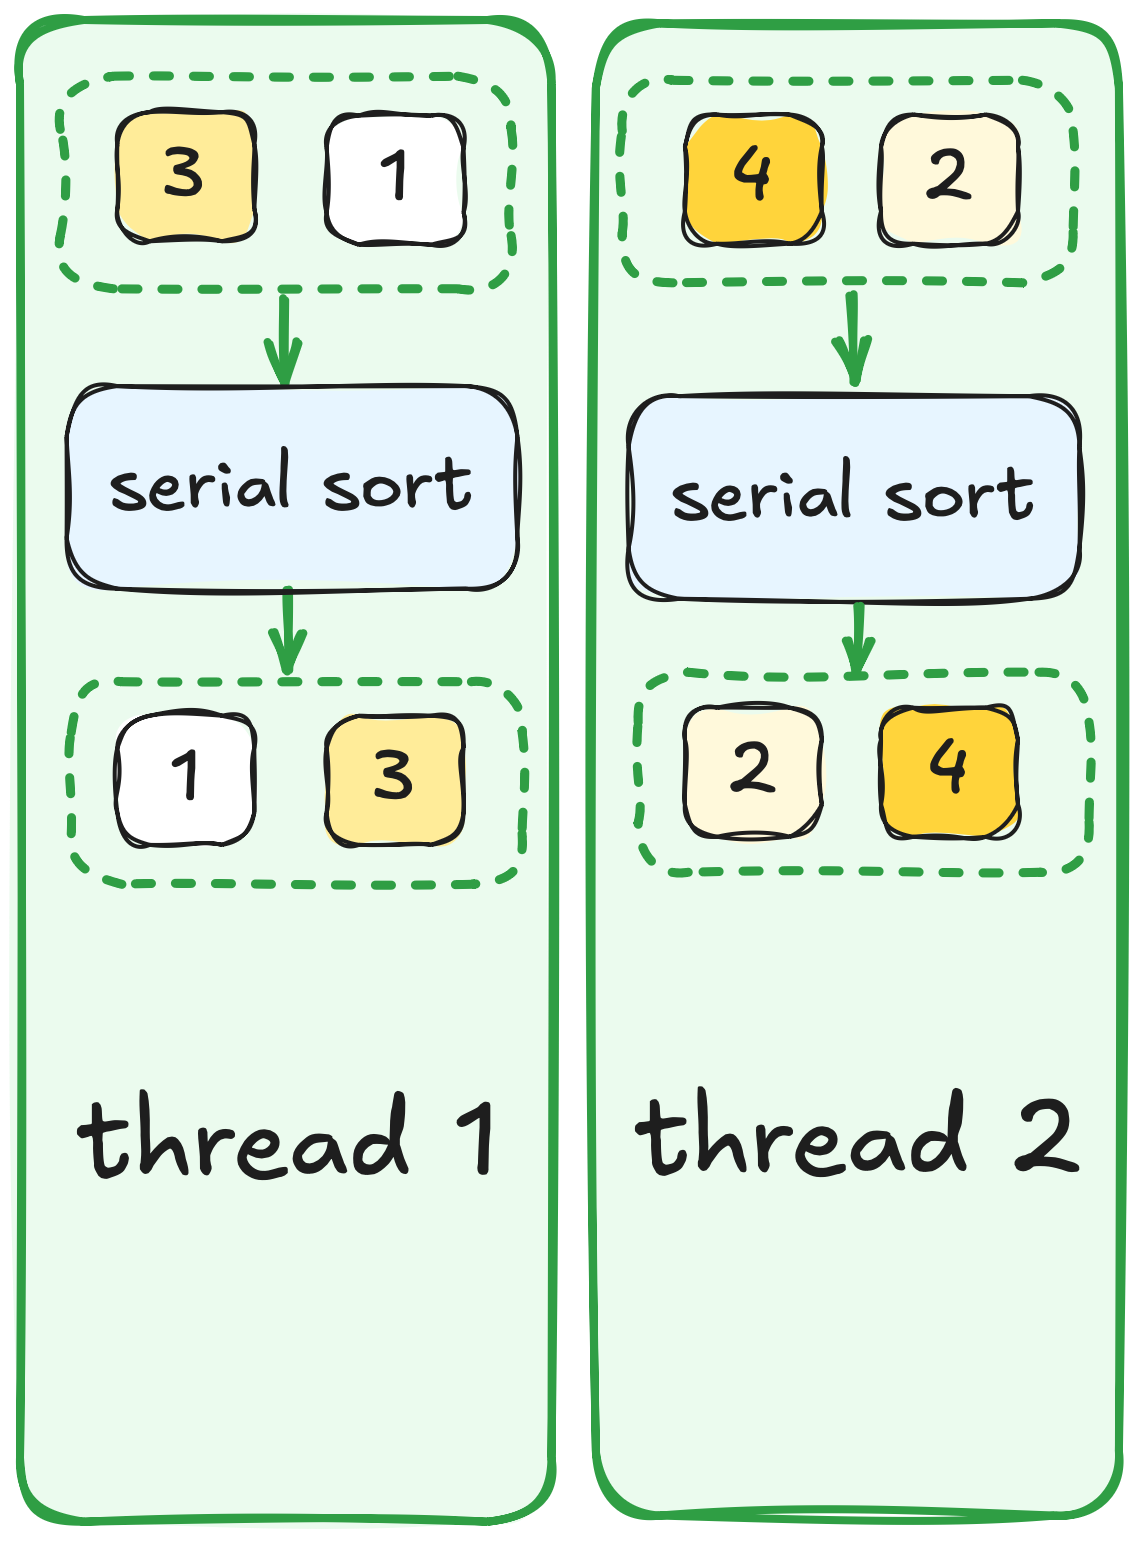 3 1
serial sort
1 3
thread 1
4 2
serial sort
2 4
thread 2